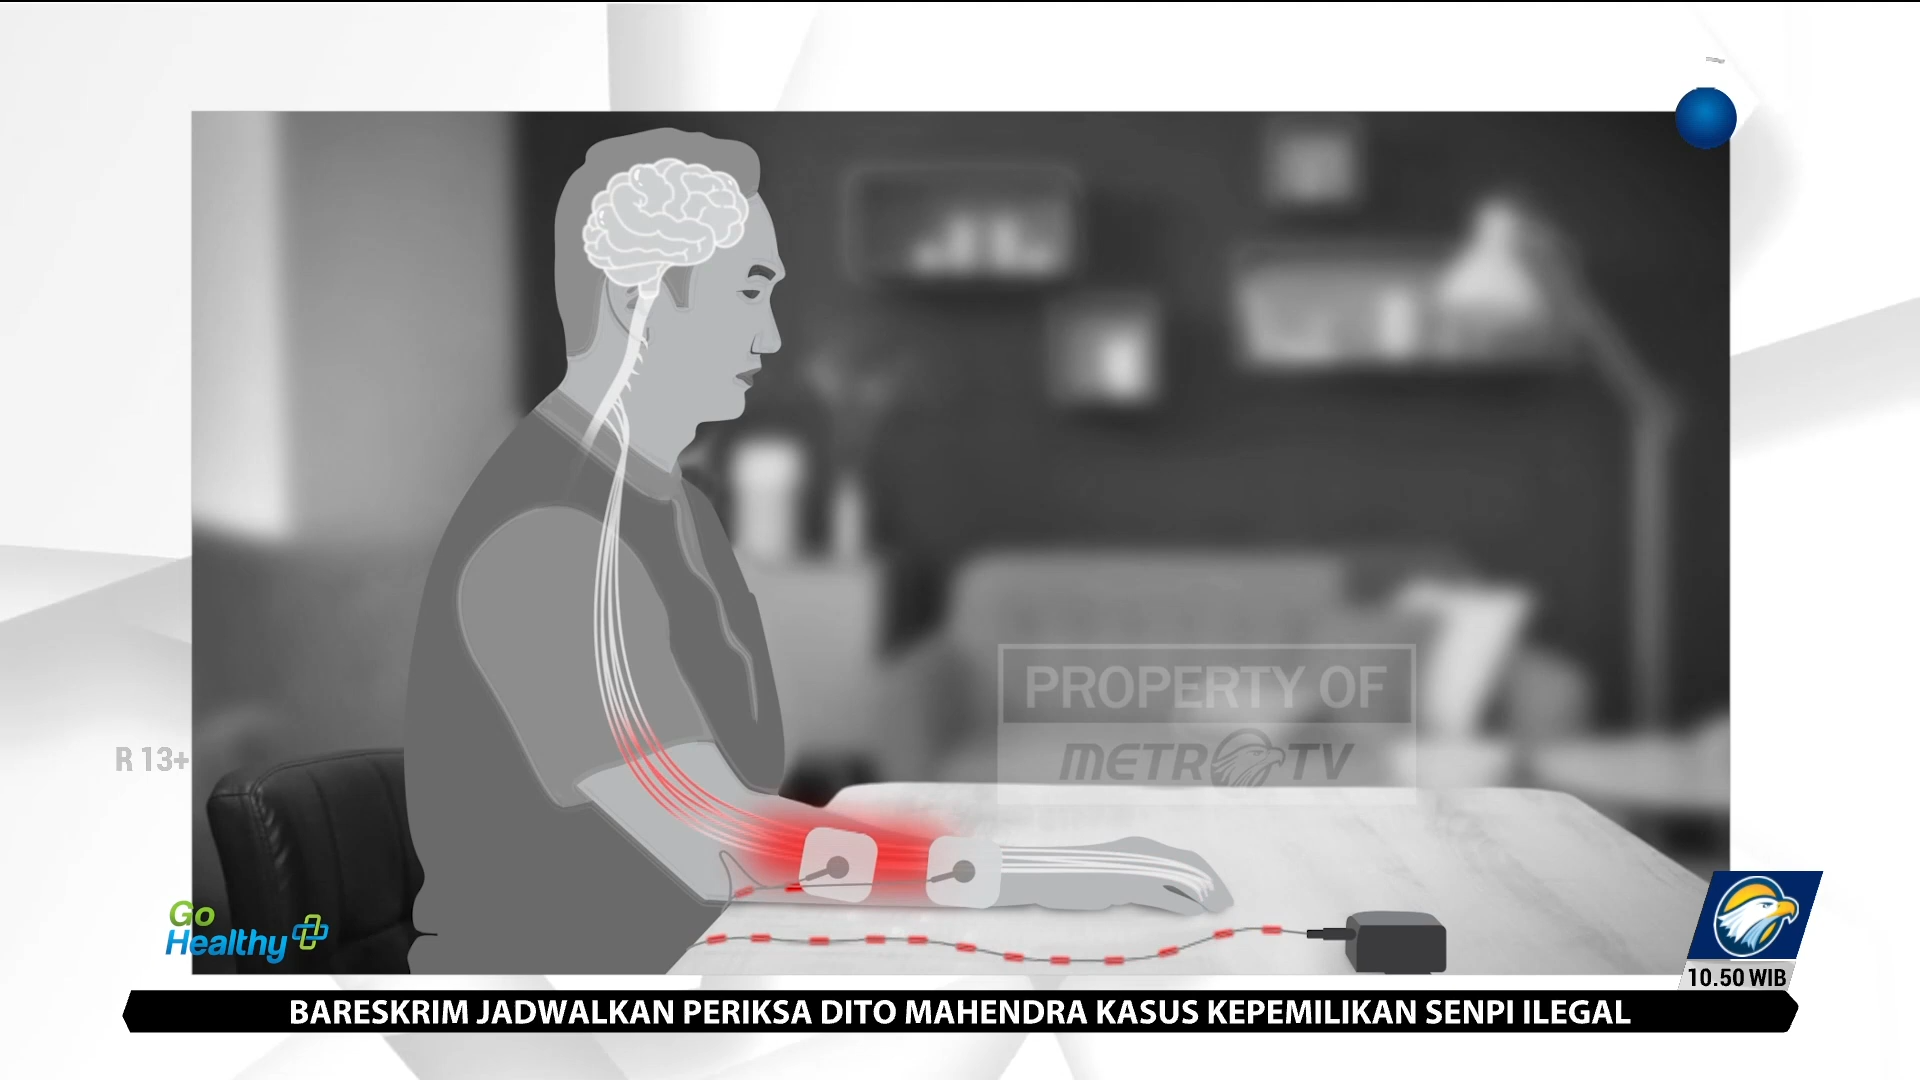 PROPERTY OF
METRO TV
R 13+
Go
Healthy
10.50 WIB
BARESKRIM JADWALKAN PERIKSA DITO MAHENDRA KASUS KEPEMILIKAN SENPI ILEGAL